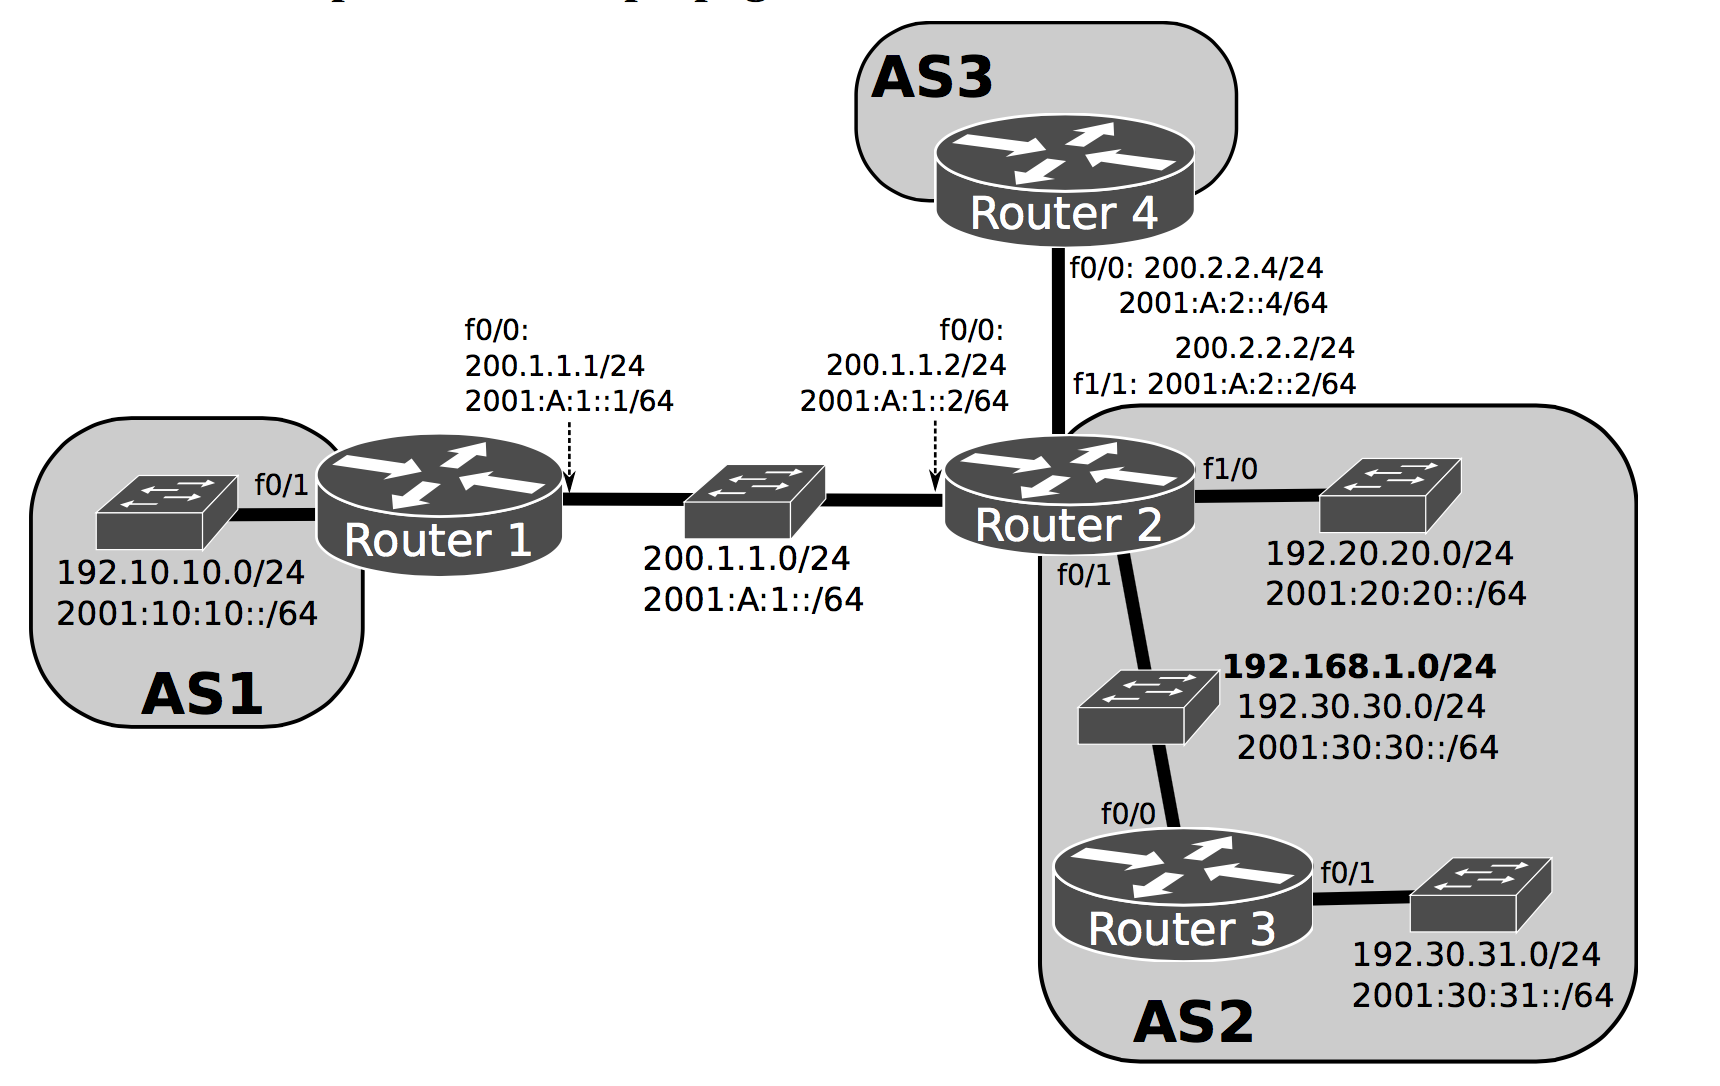 AS3
Router 4
f0/0: 200.2.2.4/24
2001:A:2::4/64
200.2.2.2/24
f1/1: 2001:A:2::2/64
f0/0:
200.1.1.1/24
2001:A:1::1/64
f0/0:
200.1.1.2/24
2001:A:1::2/64
f0/1
Router 1
192.10.10.0/24
2001:10:10::/64
AS1
200.1.1.0/24
2001:A:1::/64
Router 2
f1/0
192.20.20.0/24
2001:20:20::/64
f0/1
192.168.1.0/24
192.30.30.0/24
2001:30:30::/64
f0/0
Router 3
f0/1
192.30.31.0/24
2001:30:31::/64
AS2